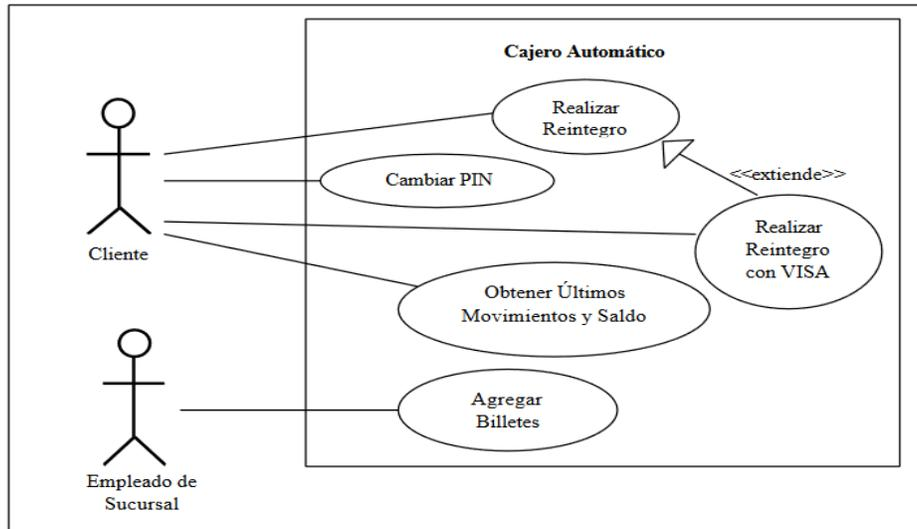 Cajero Automático
Realizar
Reintegro
Cambiar PIN
<<extiende>>
Realizar
Reintegro
con VISA
Cliente
Obtener Últimos
Movimientos y Saldo
Agregar
Billetes
Empleado de
Sucursal